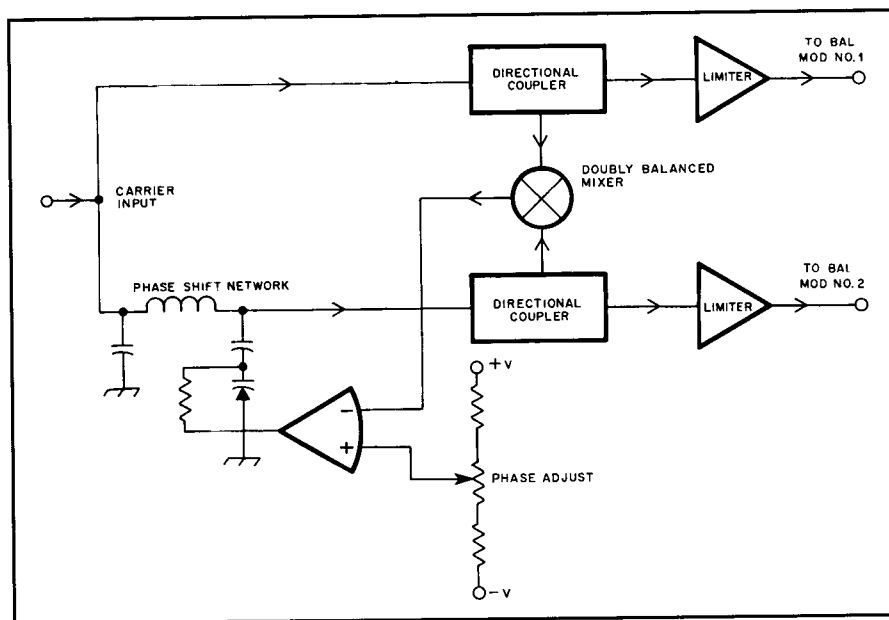 DIRECTIONAL
COUPLER
LIMITER
TO BAL
MOD NO.1
CARRIER
INPUT
DOUBLY BALANCED
MIXER
PHASE SHIFT NETWORK
DIRECTIONAL
COUPLER
LIMITER
TO BAL
MOD NO.2
+V
−
+
PHASE ADJUST
−V